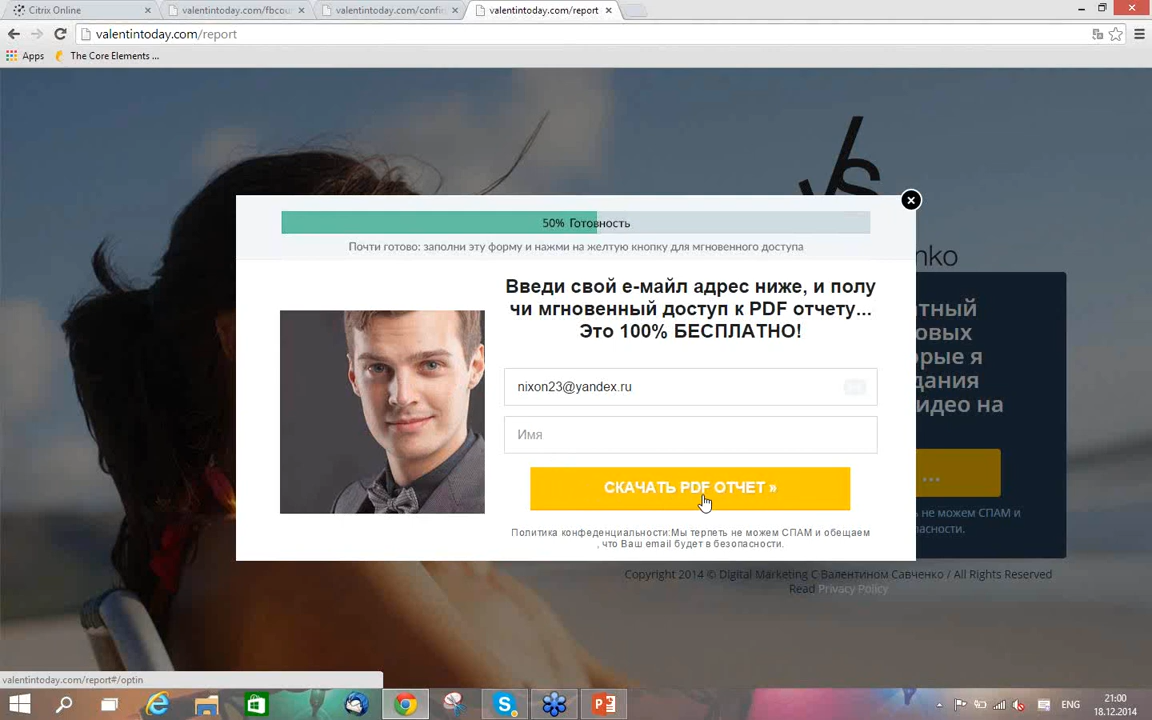 Citrix Online
valentintoday.com/fbcou
valentintoday.com/confir
valentintoday.com/report
valentintoday.com/report
Apps
The Core Elements ...
50% Готовность
Почти готово: заполни эту форму и нажми на желтую кнопку для мгновенного доступа
Введи свой е-майл адрес ниже, и полу
чи мгновенный доступ к PDF отчету...
Это 100% БЕСПЛАТНО!
nixon23@yandex.ru
Имя
СКАЧАТЬ PDF ОТЧЕТ »
Политика конфеденциальности:Мы терпеть не можем СПАМ и обещаем
, что Ваш email будет в безопасности.
VS
nko
тный
овых
рые я
дания
идео на
...
ь не можем СПАМ и
асности.
Copyright 2014 © Digital Marketing С Валентином Савченко / All Rights Reserved
Read Privacy Policy
valentintoday.com/report#/optin
ENG
21:00
18.12.2014